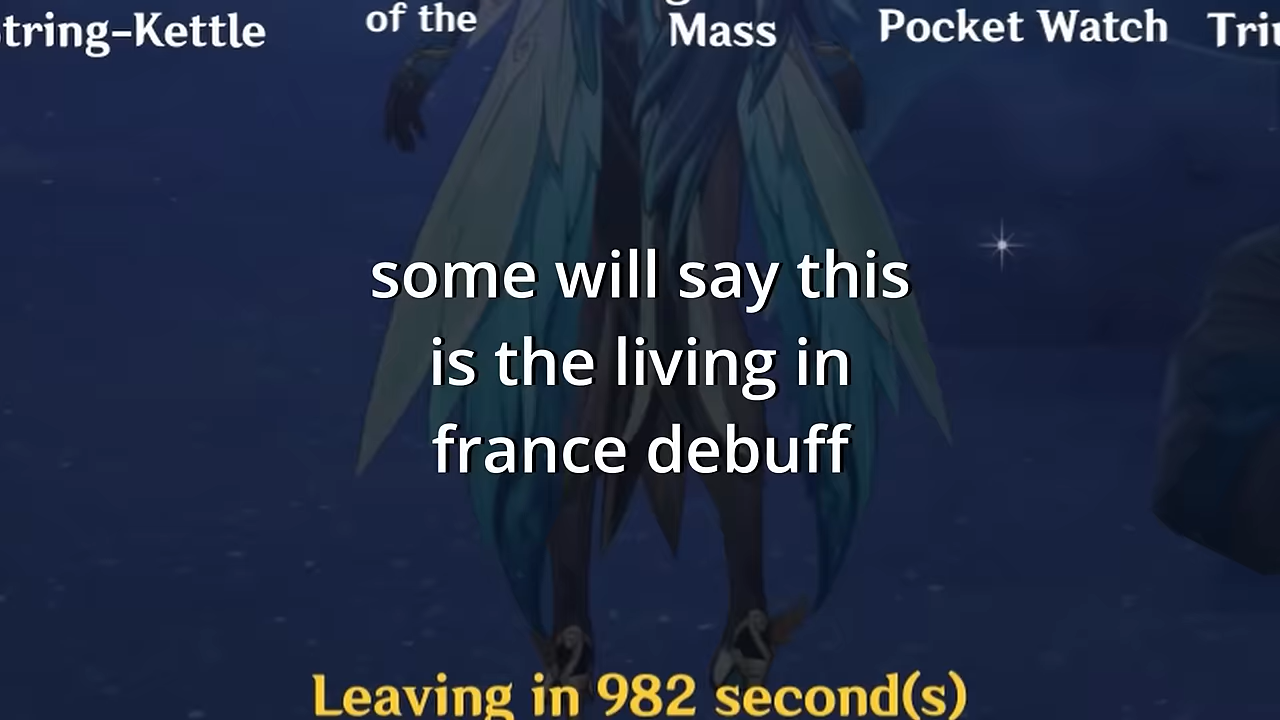 of the
tring-Kettle
Mass
Pocket Watch
Tri
some will say this
is the living in
france debuff
Leaving in 982 second(s)